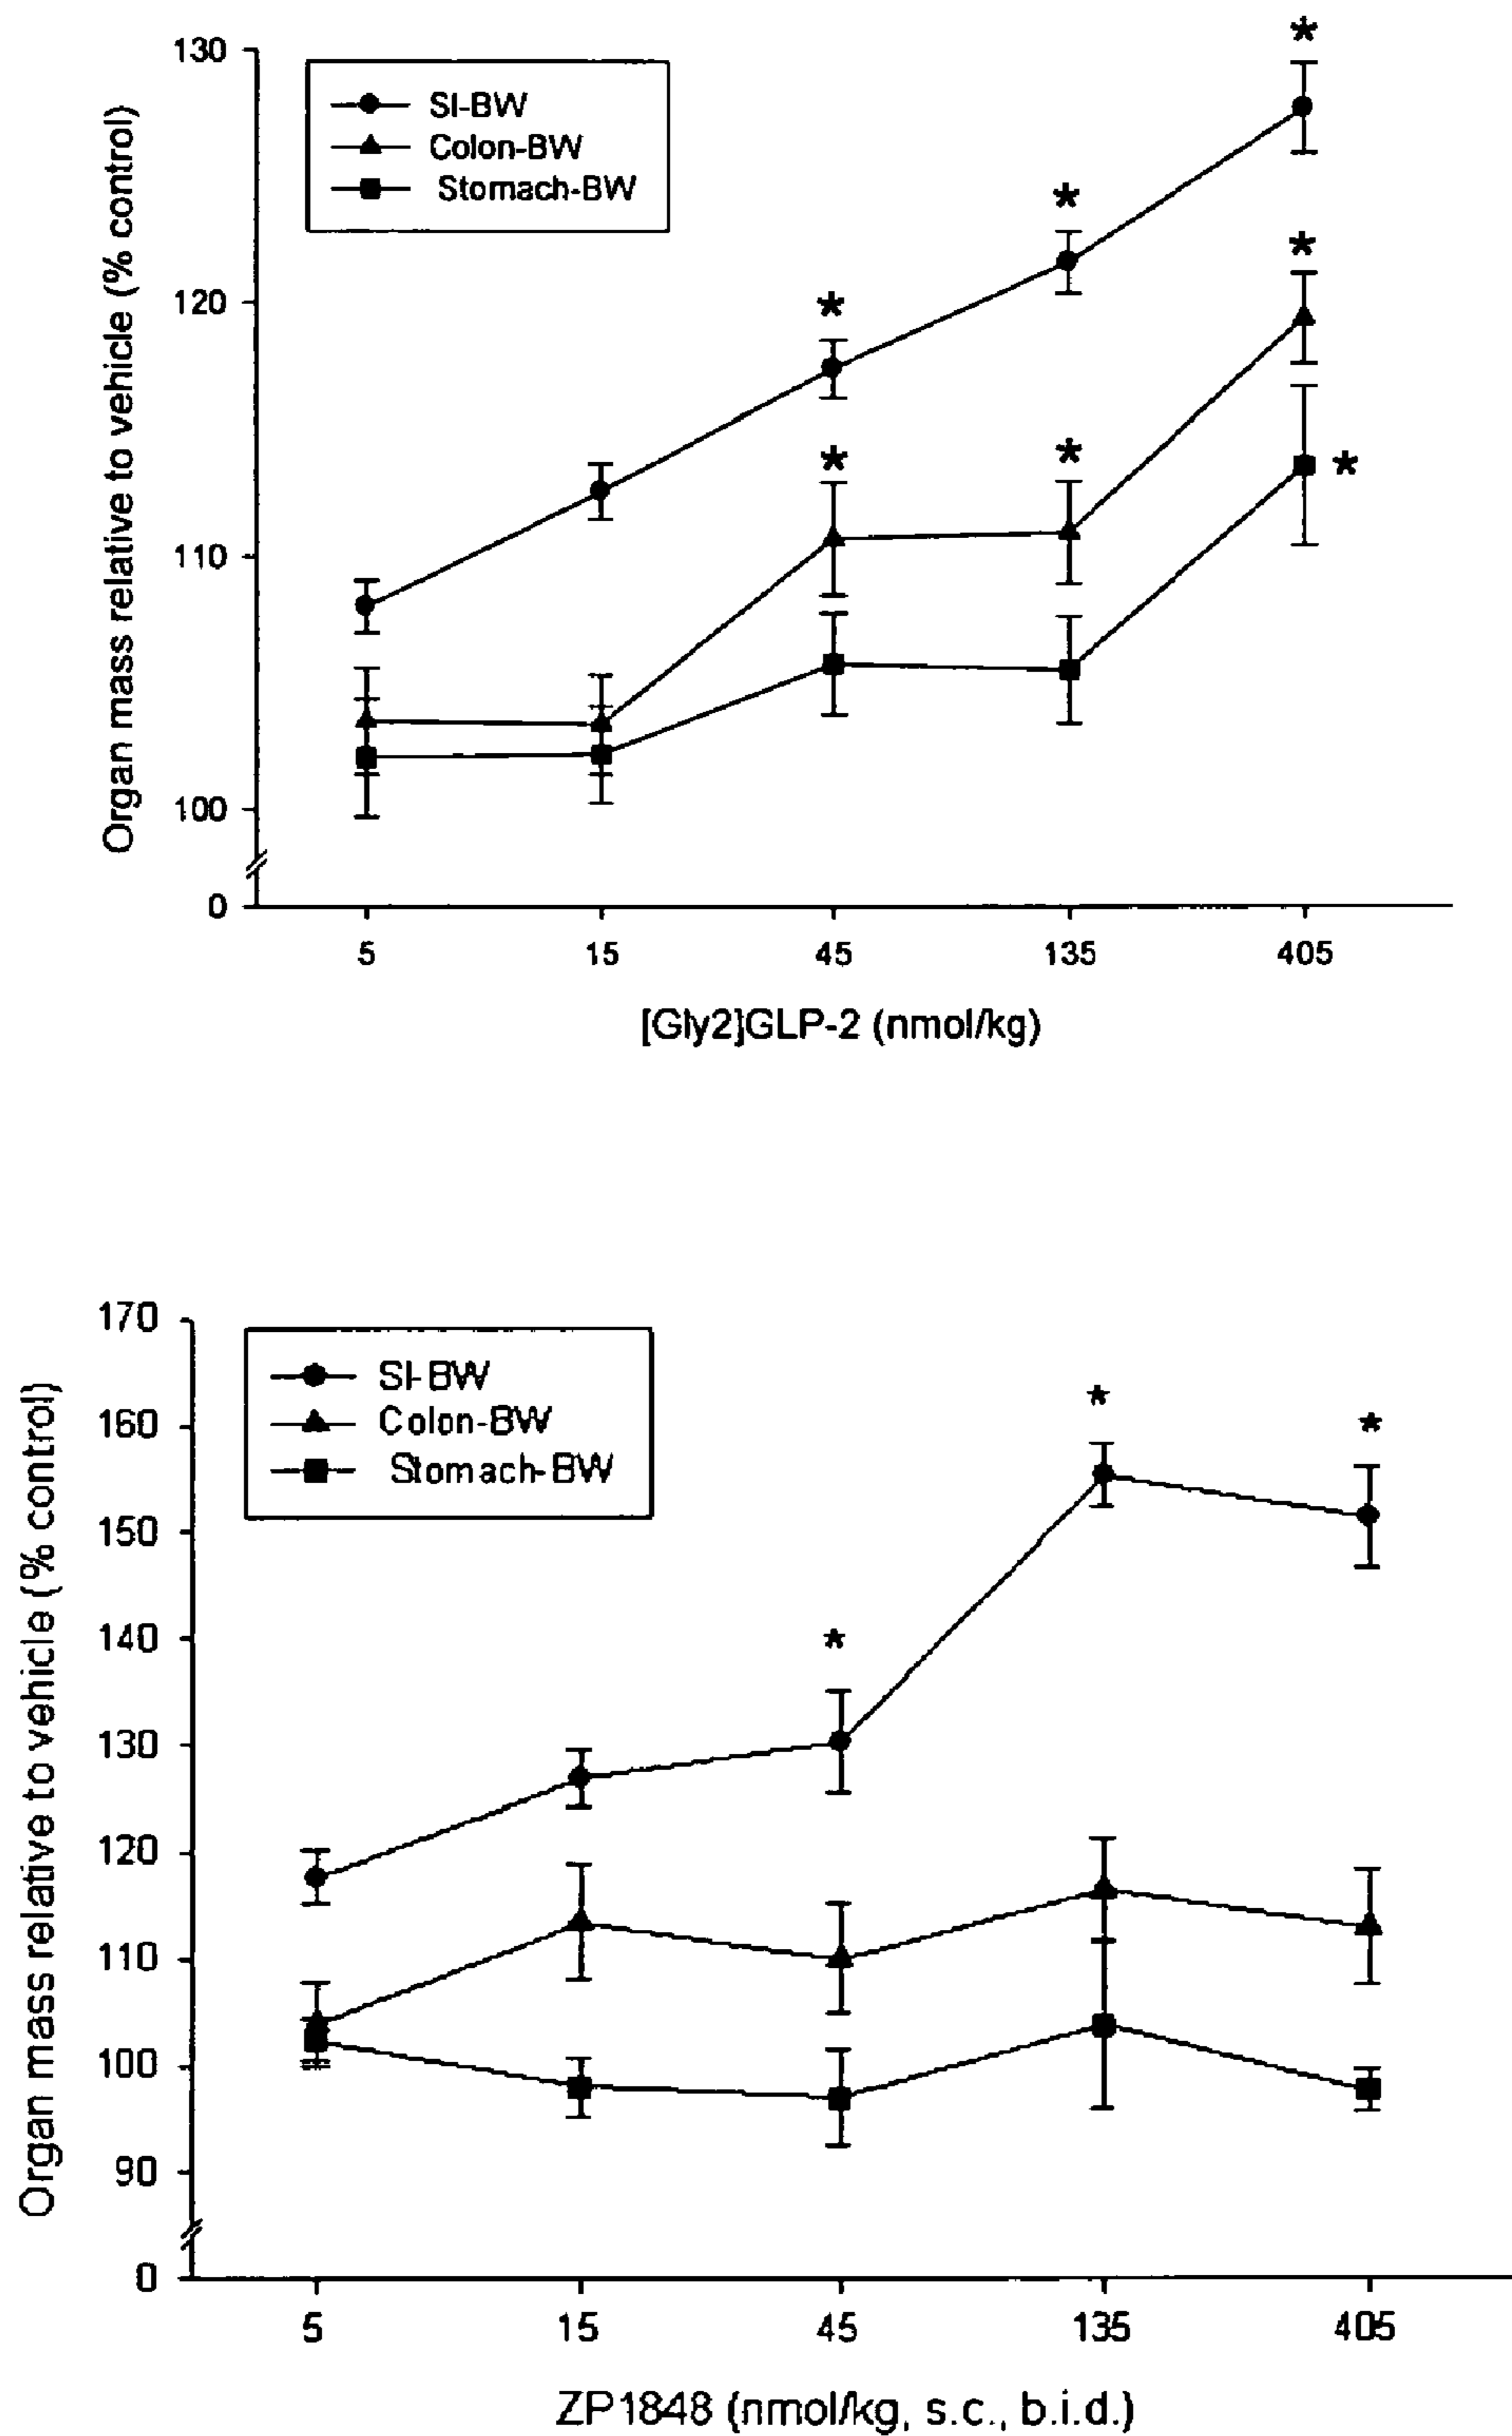 130
120
110
100
0
Organ mass relative to vehicle (% control)
SI-BW
Colon-BW
Stomach-BW
*
*
*
*
*
*
*
5 15 45 135 405
[Gly2]GLP-2 (nmol/kg)
170
160
150
140
130
120
110
100
90
0
Organ mass relative to vehicle (% control)
SI-BW
Colon-BW
Stomach-BW
*
*
*
5 15 45 135 405
ZP1848 (nmol/kg, s.c., b.i.d.)